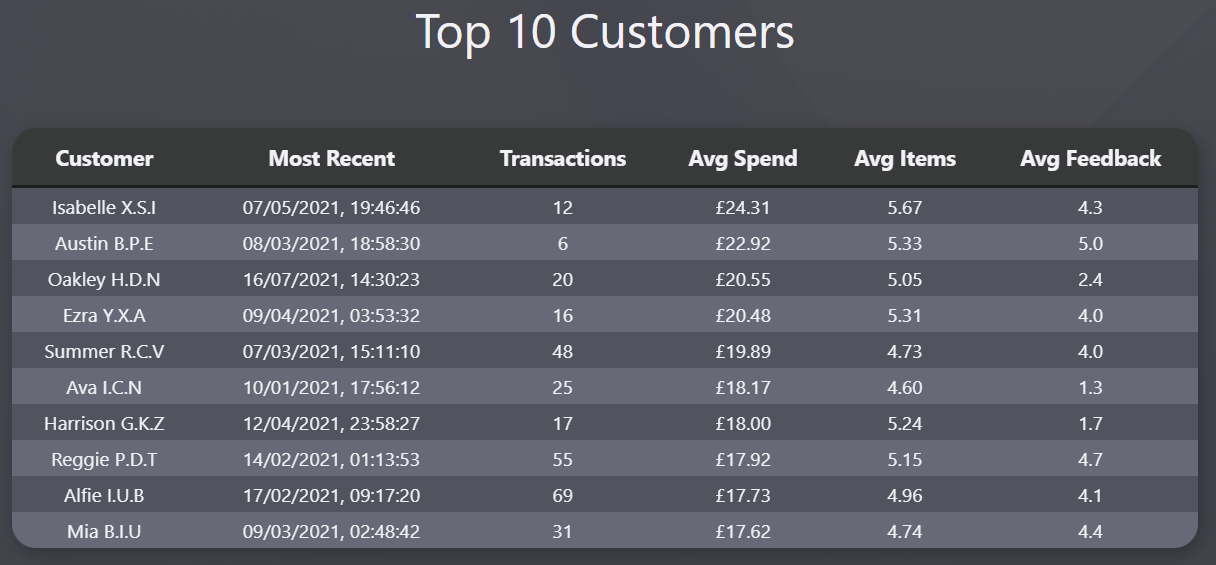 Top 10 Customers
Customer Most Recent Transactions Avg Spend Avg Items Avg Feedback
Isabelle X.S.I 07/05/2021, 19:46:46 12 £24.31 5.67 4.3
Austin B.P.E 08/03/2021, 18:58:30 6 £22.92 5.33 5.0
Oakley H.D.N 16/07/2021, 14:30:23 20 £20.55 5.05 2.4
Ezra Y.X.A 09/04/2021, 03:53:32 16 £20.48 5.31 4.0
Summer R.C.V 07/03/2021, 15:11:10 48 £19.89 4.73 4.0
Ava I.C.N 10/01/2021, 17:56:12 25 £18.17 4.60 1.3
Harrison G.K.Z 12/04/2021, 23:58:27 17 £18.00 5.24 1.7
Reggie P.D.T 14/02/2021, 01:13:53 55 £17.92 5.15 4.7
Alfie I.U.B 17/02/2021, 09:17:20 69 £17.73 4.96 4.1
Mia B.I.U 09/03/2021, 02:48:42 31 £17.62 4.74 4.4